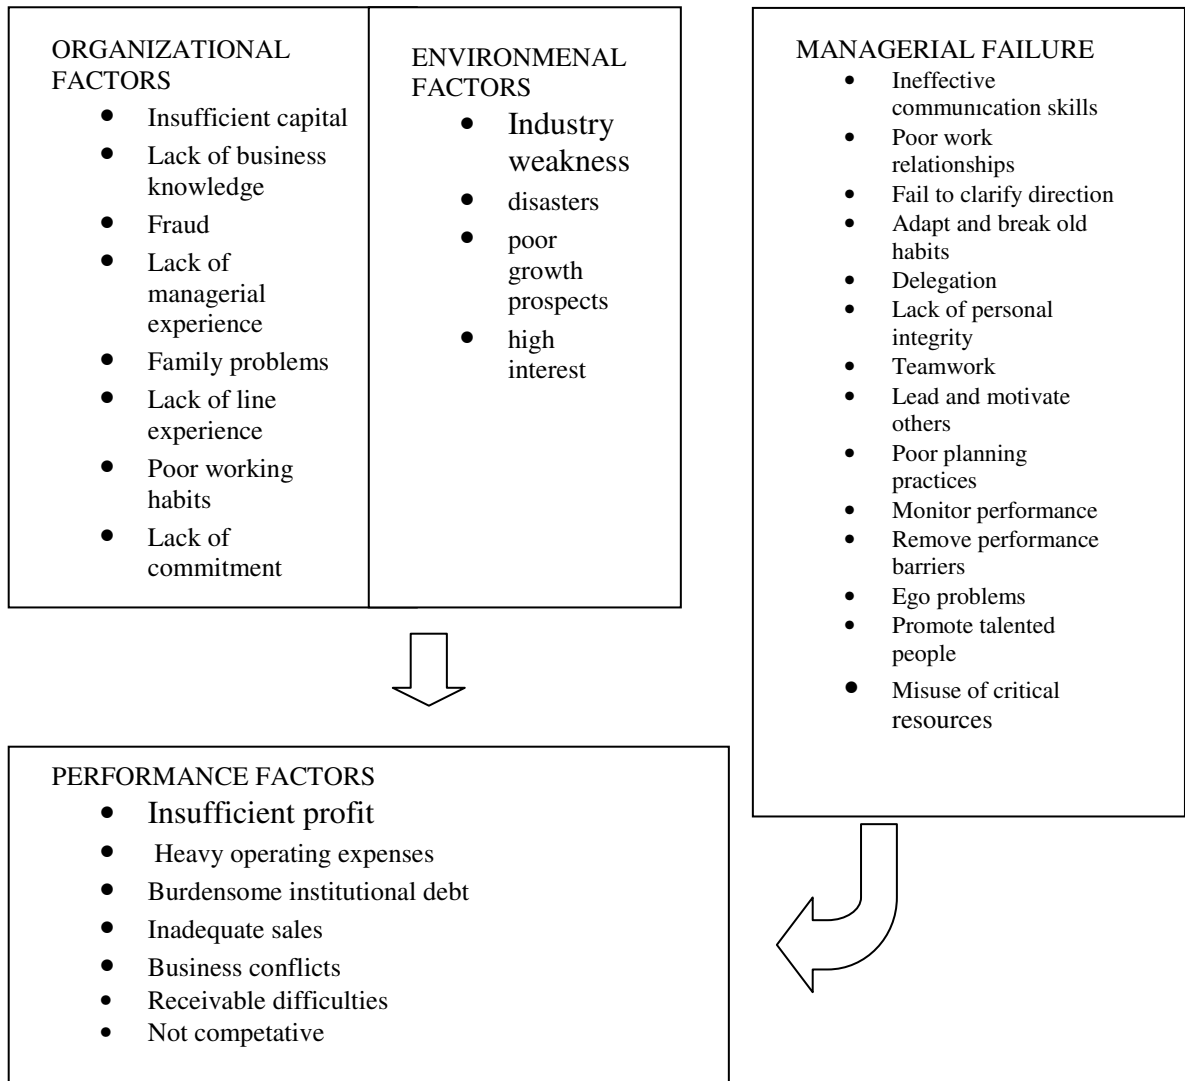 ORGANIZATIONAL
FACTORS
• Insufficient capital
• Lack of business
knowledge
• Fraud
• Lack of
managerial
experience
• Family problems
• Lack of line
experience
• Poor working
habits
• Lack of
commitment
ENVIRONMENAL
FACTORS
• Industry
weakness
• disasters
• poor
growth
prospects
• high
interest
MANAGERIAL FAILURE
• Ineffective
communication skills
• Poor work
relationships
• Fail to clarify direction
• Adapt and break old
habits
• Delegation
• Lack of personal
integrity
• Teamwork
• Lead and motivate
others
• Poor planning
practices
• Monitor performance
• Remove performance
barriers
• Ego problems
• Promote talented
people
• Misuse of critical
resources
PERFORMANCE FACTORS
• Insufficient profit
• Heavy operating expenses
• Burdensome institutional debt
• Inadequate sales
• Business conflicts
• Receivable difficulties
• Not competative